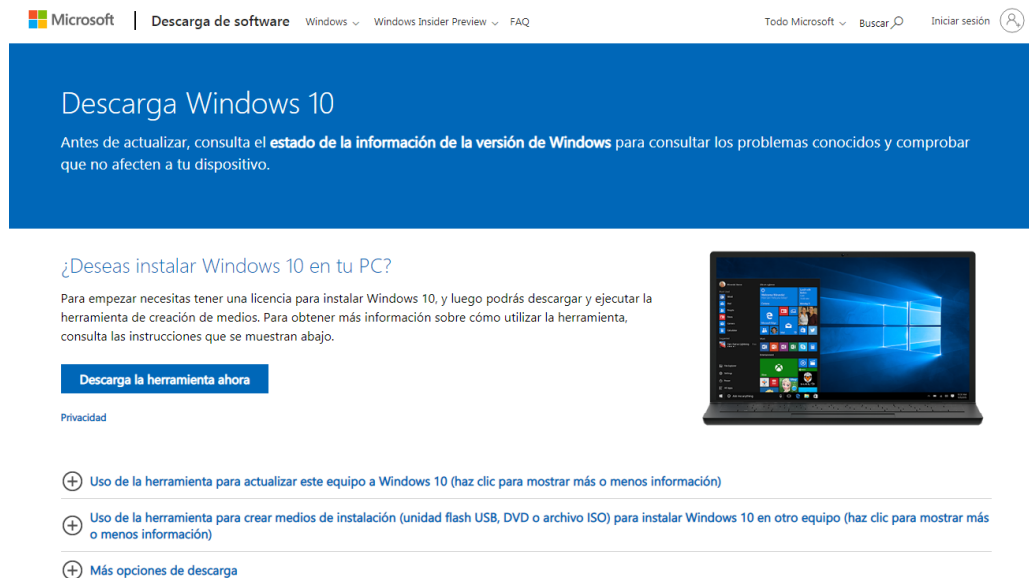 Microsoft Descarga de software Windows Windows Insider Preview FAQ Todo Microsoft Buscar Iniciar sesión
Descarga Windows 10
Antes de actualizar, consulta el estado de la información de la versión de Windows para consultar los problemas conocidos y comprobar
que no afecten a tu dispositivo.
¿Deseas instalar Windows 10 en tu PC?
Para empezar necesitas tener una licencia para instalar Windows 10, y luego podrás descargar y ejecutar la
herramienta de creación de medios. Para obtener más información sobre cómo utilizar la herramienta,
consulta las instrucciones que se muestran abajo.
Descarga la herramienta ahora
Privacidad
Uso de la herramienta para actualizar este equipo a Windows 10 (haz clic para mostrar más o menos información)
Uso de la herramienta para crear medios de instalación (unidad flash USB, DVD o archivo ISO) para instalar Windows 10 en otro equipo (haz clic para mostrar más
o menos información)
Más opciones de descarga